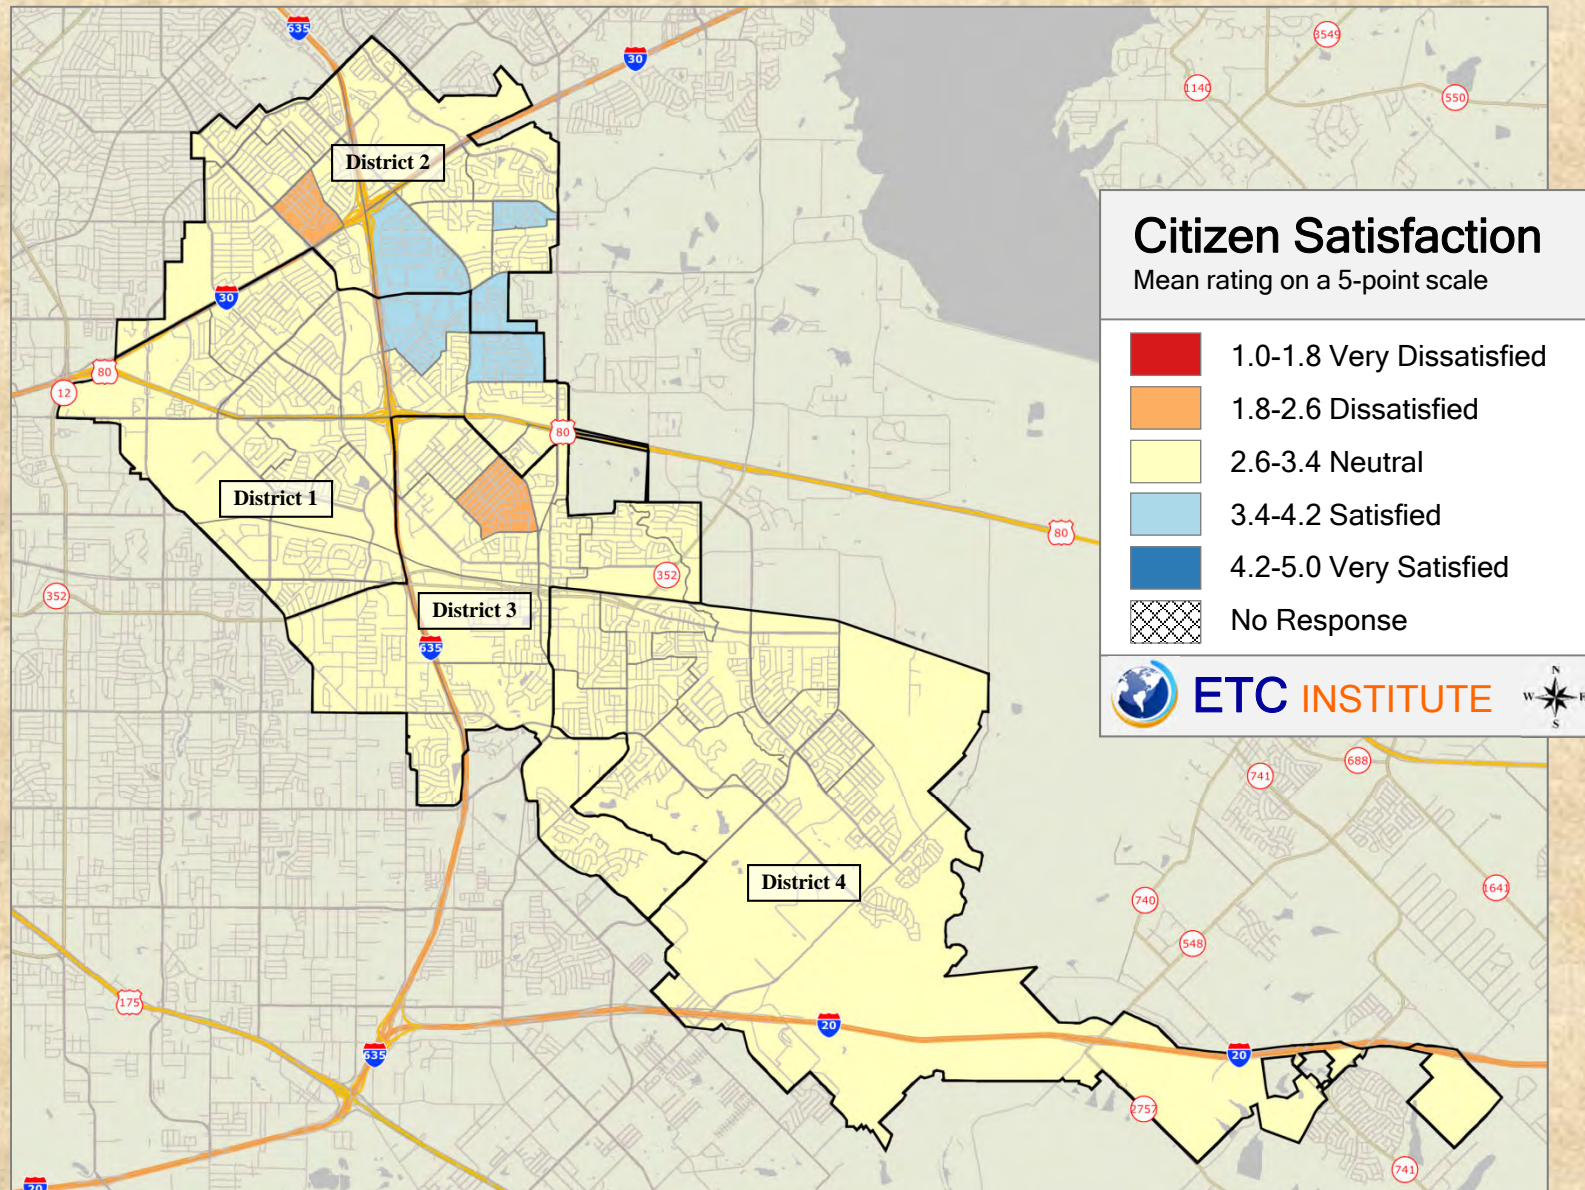 635
30
3549
1140
550
District 2
Citizen Satisfaction
Mean rating on a 5-point scale
30
1.0-1.8 Very Dissatisfied
80
12
1.8-2.6 Dissatisfied
80
2.6-3.4 Neutral
District 1
3.4-4.2 Satisfied
80
4.2-5.0 Very Satisfied
352
352
District 3
No Response
635
ETC INSTITUTE
N
W E
S
688
741
District 4
1641
740
548
175
20
635
20
2757
741
20